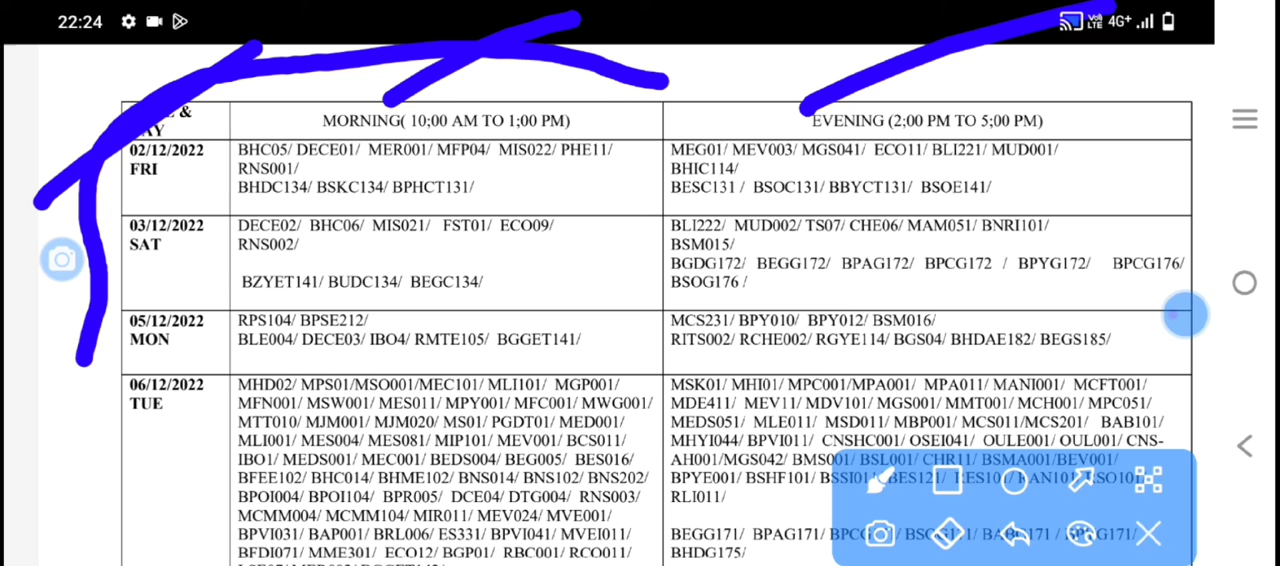 22:24
Vo LTE 4G+
& MORNING( 10;00 AM TO 1;00 PM) EVENING (2;00 PM TO 5;00 PM)
02/12/2022 BHC05/ DECE01/ MER001/ MFP04/ MIS022/ PHE11/ MEG01/ MEV003/ MGS041/ ECO11/ BLI221/ MUD001/
FRI RNS001/ BHIC114/
BHDC134/ BSKC134/ BPHCT131/ BESC131 / BSOC131/ BBYCT131/ BSOE141/
03/12/2022 DECE02/ BHC06/ MIS021/ FST01/ ECO09/ BLI222/ MUD002/ TS07/ CHE06/ MAM051/ BNRI101/
SAT RNS002/ BSM015/
BGDG172/ BEGG172/ BPAG172/ BPCG172 / BPYG172/ BPCG176/
BZYET141/ BUDC134/ BEGC134/ BSOG176 /
05/12/2022 RPS104/ BPSE212/ MCS231/ BPY010/ BPY012/ BSM016/
MON BLE004/ DECE03/ IBO4/ RMTE105/ BGGET141/ RITS002/ RCHE002/ RGYE114/ BGS04/ BHDAE182/ BEGS185/
06/12/2022 MHD02/ MPS01/MSO001/MEC101/ MLI101/ MGP001/ MSK01/ MHI01/ MPC001/MPA001/ MPA011/ MANI001/ MCFT001/
TUE MFN001/ MSW001/ MES011/ MPY001/ MFC001/ MWG001/ MDE411/ MEV11/ MDV101/ MGS001/ MMT001/ MCH001/ MPC051/
MTT010/ MJM001/ MJM020/ MS01/ PGDT01/ MED001/ MEDS051/ MLE011/ MSD011/ MBP001/ MCS011/MCS201/ BAB101/
MLI001/ MES004/ MES081/ MIP101/ MEV001/ BCS011/ MHYI044/ BPVI011/ CNSHC001/ OSEI041/ OULE001/ OUL001/ CNS-
IBO1/ MEDS001/ MEC001/ BEDS004/ BEG005/ BES016/ AH001/MGS042/ BMS001/ BSL001/ CHR11/ BSMA001/BEV001/
BFEE102/ BHC014/ BHME102/ BNS014/ BNS102/ BNS202/ BPYE001/ BSHF101/ BES121/
BPOI004/ BPOI104/ BPR005/ DCE04/ DTG004/ RNS003/ RLI011/
MCMM004/ MCMM104/ MIR011/ MEV024/ MVE001/
BPVI031/ BAP001/ BRL006/ ES331/ BPVI041/ MVEI011/ BEGG171/ BPAG171/
BFDI071/ MME301/ ECO12/ BGP01/ RBC001/ RCO011/ BHDG175/